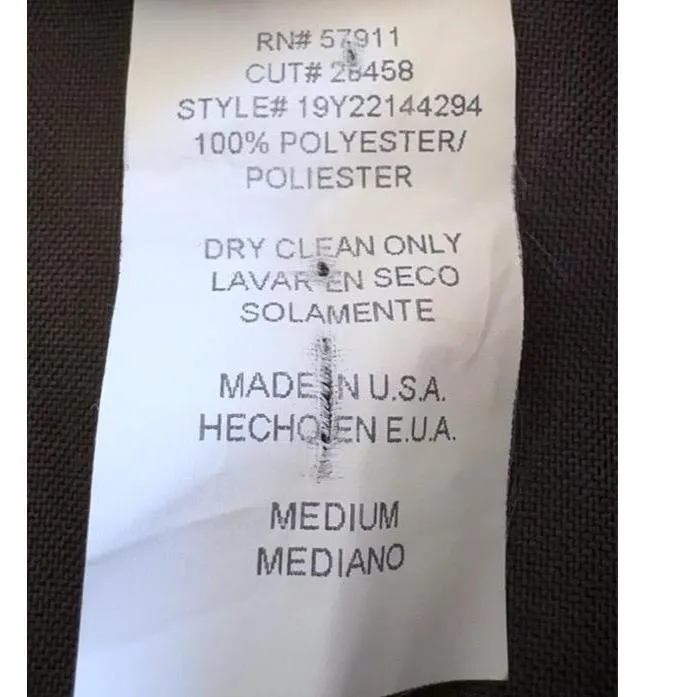 RN# 57911
CUT# 28458
STYLE# 19Y22144294
100% POLYESTER/
POLIESTER
DRY CLEAN ONLY
LAVAR EN SECO
SOLAMENTE
MADE IN U.S.A.
HECHO EN E.U.A.
MEDIUM
MEDIANO